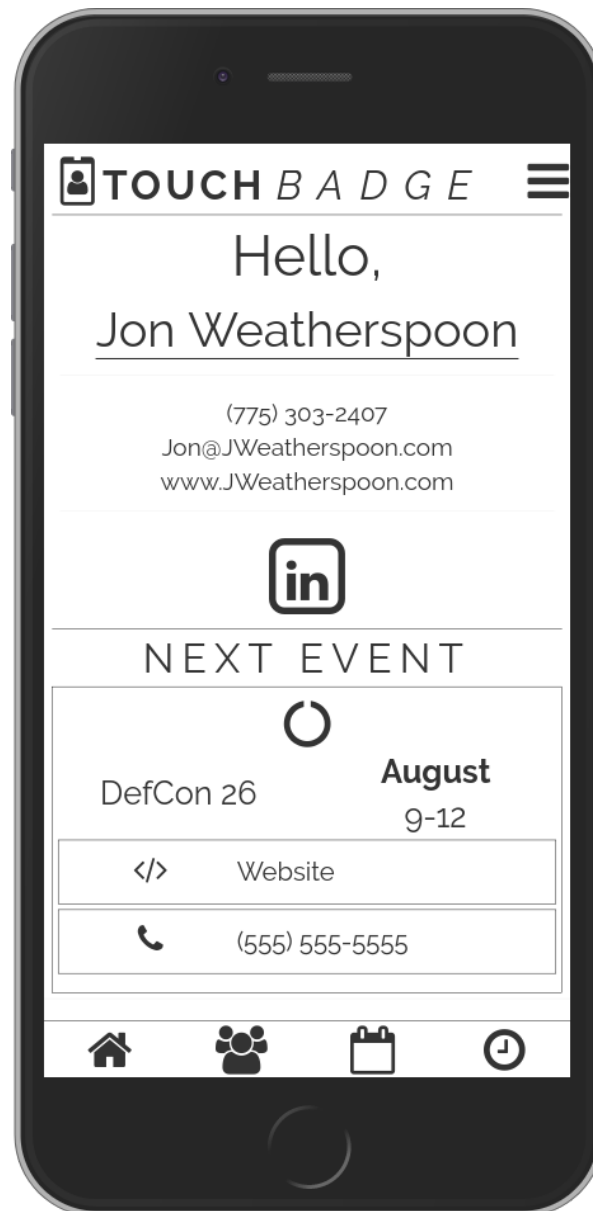 TOUCH BADGE
Hello,
Jon Weatherspoon
(775) 303-2407
Jon@JWeatherspoon.com
www.JWeatherspoon.com
in
NEXT EVENT
DefCon 26
August
9-12
</> Website
(555) 555-5555